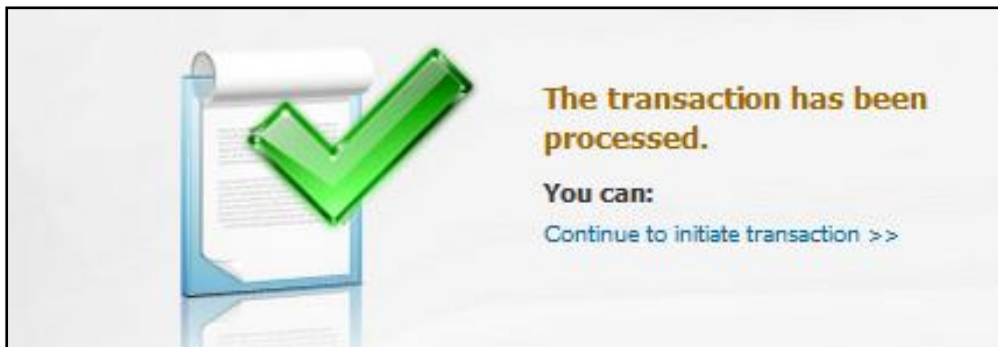 The transaction has been
processed.
You can:
Continue to initiate transaction >>